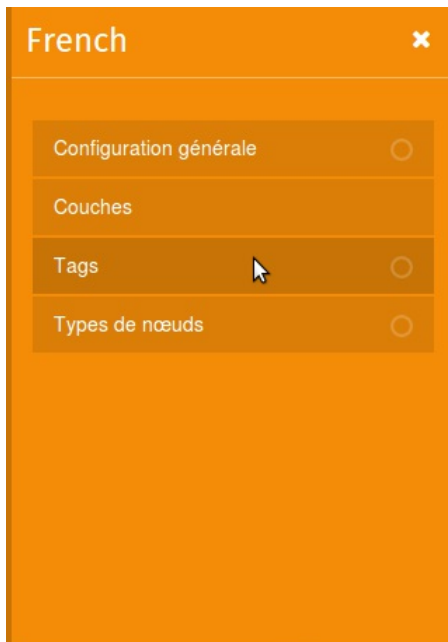 French
Configuration générale
Couches
Tags
Types de nœuds